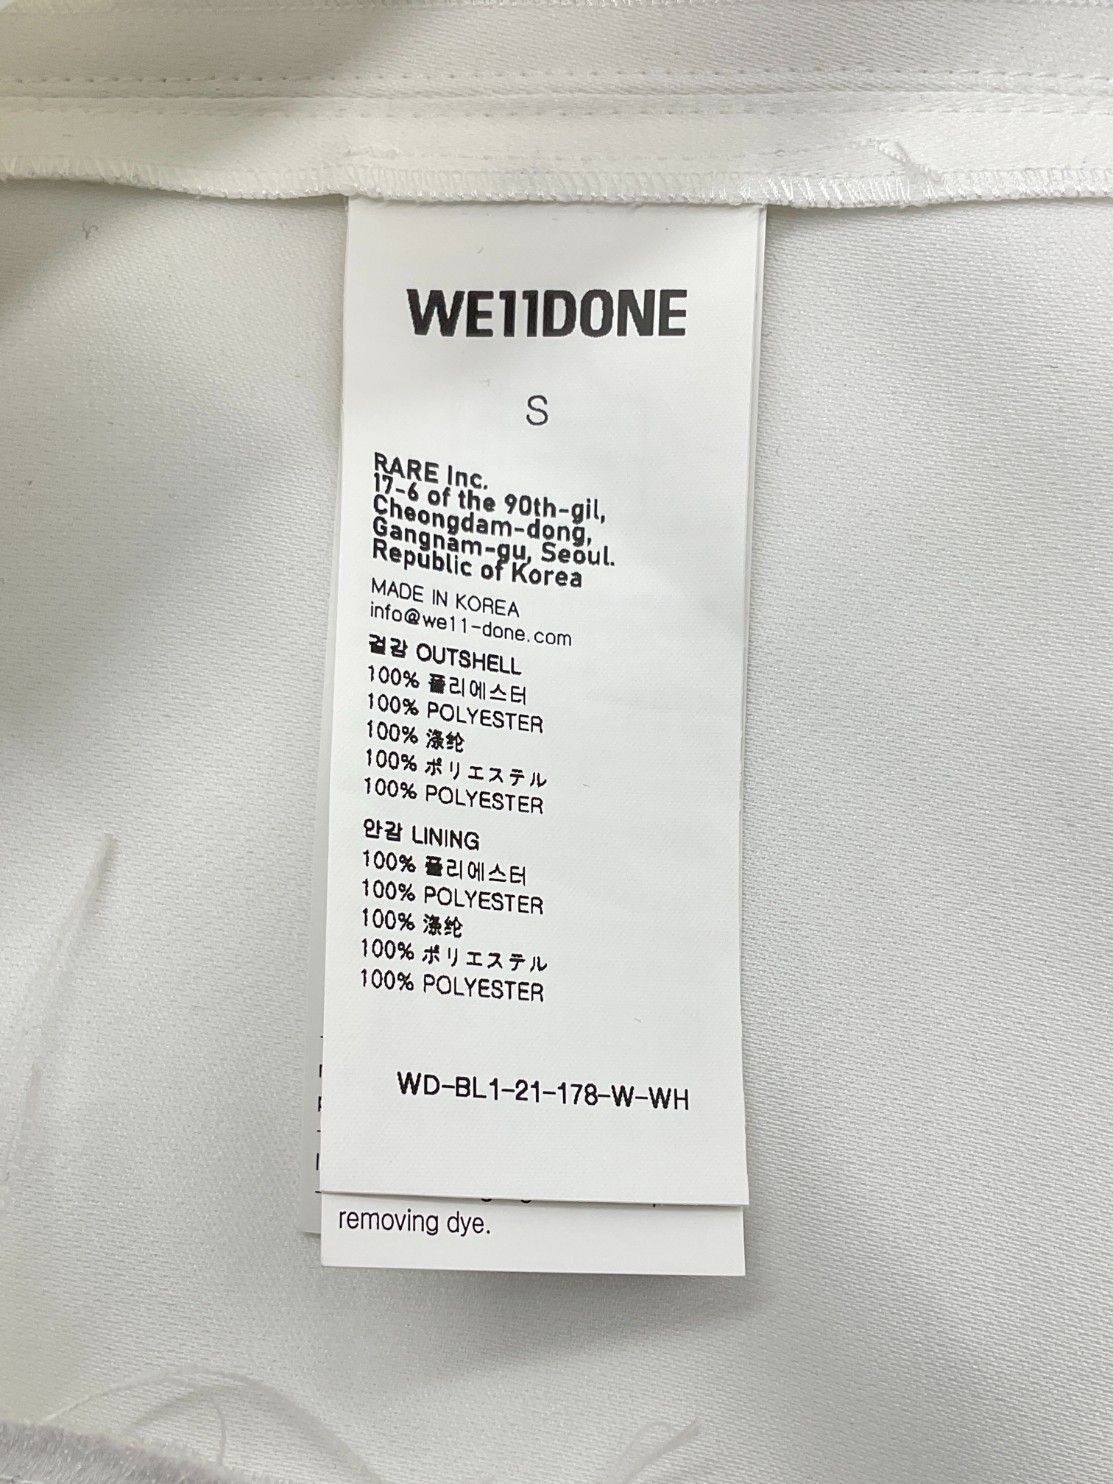 WE11DONE
S
RARE Inc.
17-6 of the 90th-gil,
Cheongdam-dong,
Gangnam-gu, Seoul.
Republic of Korea
MADE IN KOREA
info@we11-done.com
겉감 OUTSHELL
100% 폴리에스터
100% POLYESTER
100% 涤纶
100% ポリエステル
100% POLYESTER
안감 LINING
100% 폴리에스터
100% POLYESTER
100% 涤纶
100% ポリエステル
100% POLYESTER
WD-BL1-21-178-W-WH
removing dye.